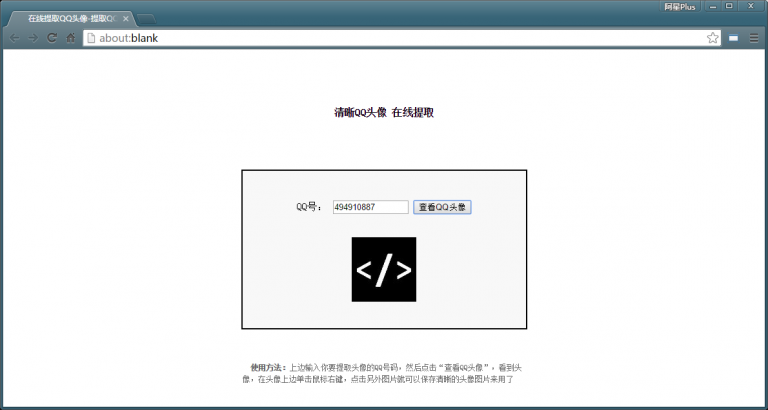 阿星Plus
在线提取QQ头像-提取QQ
about:blank
清晰QQ头像 在线提取
QQ号: 494910887 查看QQ头像
</>
使用方法:上边输入你要提取头像的QQ号码,然后点击“查看QQ头像”,看到头
像,在头像上边单击鼠标右键,点击另外图片就可以保存清晰的头像图片来用了